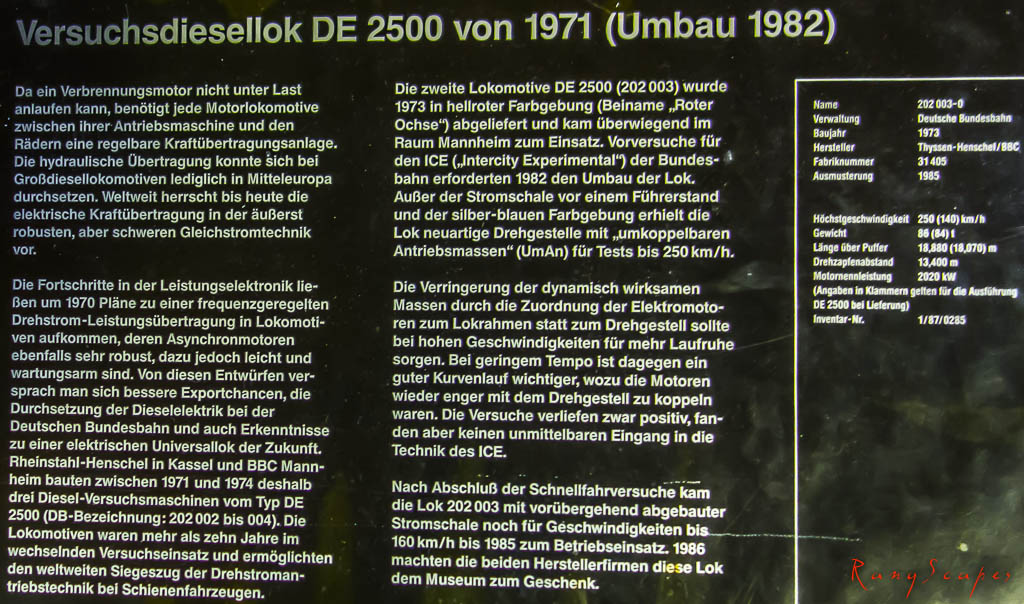 Versuchsdiesellok DE 2500 von 1971 (Umbau 1982)
Da ein Verbrennungsmotor nicht unter Last
anlaufen kann, benötigt jede Motorlokomotive
zwischen ihrer Antriebsmaschine und den
Rädern eine regelbare Kraftübertragungsanlage.
Die hydraulische Übertragung konnte sich bei
Großdiesellokomotiven lediglich in Mitteleuropa
durchsetzen. Weltweit herrscht bis heute die
elektrische Kraftübertragung in der äußerst
robusten, aber schweren Gleichstromtechnik
vor.
Die Fortschritte in der Leistungselektronik lie-
ßen um 1970 Pläne zu einer frequenzgeregelten
Drehstrom-Leistungsübertragung in Lokomoti-
ven aufkommen, deren Asynchronmotoren
ebenfalls sehr robust, dazu jedoch leicht und
wartungsarm sind. Von diesen Entwürfen ver-
sprach man sich bessere Exportchancen, die
Durchsetzung der Dieselelektrik bei der
Deutschen Bundesbahn und auch Erkenntnisse
zu einer elektrischen Universallok der Zukunft.
Rheinstahl-Henschel in Kassel und BBC Mann-
heim bauten zwischen 1971 und 1974 deshalb
drei Diesel-Versuchsmaschinen vom Typ DE
2500 (DB-Bezeichnung: 202 002 bis 004). Die
Lokomotiven waren mehr als zehn Jahre im
wechselnden Versuchseinsatz und ermöglichten
den weltweiten Siegeszug der Drehstroman-
triebstechnik bei Schienenfahrzeugen.
Die zweite Lokomotive DE 2500 (202 003) wurde
1973 in hellroter Farbgebung (Beiname „Roter
Ochse“) abgeliefert und kam überwiegend im
Raum Mannheim zum Einsatz. Vorversuche für
den ICE („Intercity Experimental“) der Bundes-
bahn erforderten 1982 den Umbau der Lok.
Außer der Stromschale vor einem Führerstand
und der silber-blauen Farbgebung erhielt die
Lok neuartige Drehgestelle mit „umkoppelbaren
Antriebsmassen“ (UmAn) für Tests bis 250 km/h.
Die Verringerung der dynamisch wirksamen
Massen durch die Zuordnung der Elektromoto-
ren zum Lokrahmen statt zum Drehgestell sollte
bei hohen Geschwindigkeiten für mehr Laufruhe
sorgen. Bei geringem Tempo ist dagegen ein
guter Kurvenlauf wichtiger, wozu die Motoren
wieder enger mit dem Drehgestell zu koppeln
waren. Die Versuche verliefen zwar positiv, fan-
den aber keinen unmittelbaren Eingang in die
Technik des ICE.
Nach Abschluß der Schnellfahrversuche kam
die Lok 202 003 mit vorübergehend abgebauter
Stromschale noch für Geschwindigkeiten bis
160 km/h bis 1985 zum Betriebseinsatz. 1986
machten die beiden Herstellerfirmen diese Lok
dem Museum zum Geschenk.
Name 202 003-0
Verwaltung Deutsche Bundesbahn
Baujahr 1973
Hersteller Thyssen-Henschel/BBC
Fabriknummer 31 405
Ausmusterung 1985
Höchstgeschwindigkeit 250 (140) km/h
Gewicht 86 (84) t
Länge über Puffer 18,880 (18,070) m
Drehzapfenabstand 13,400 m
Motornennleistung 2020 kW
(Angaben in Klammern gelten für die Ausführung
DE 2500 bei Lieferung)
Inventar-Nr. 1/87/0285
RunyScapes